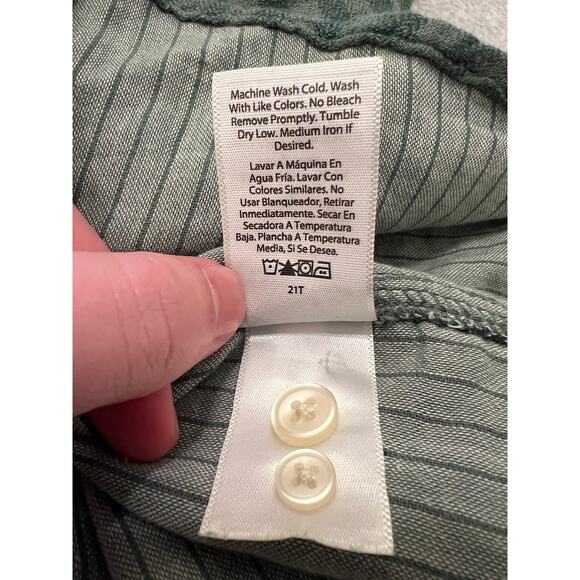 Machine Wash Cold. Wash
With Like Colors. No Bleach
Remove Promptly. Tumble
Dry Low. Medium Iron If
Desired.
Lavar A Máquina En
Agua Fría. Lavar Con
Colores Similares. No
Usar Blanqueador, Retirar
Inmediatamente. Secar En
Secadora A Temperatura
Baja. Plancha A Temperatura
Media, Si Se Desea.
21T